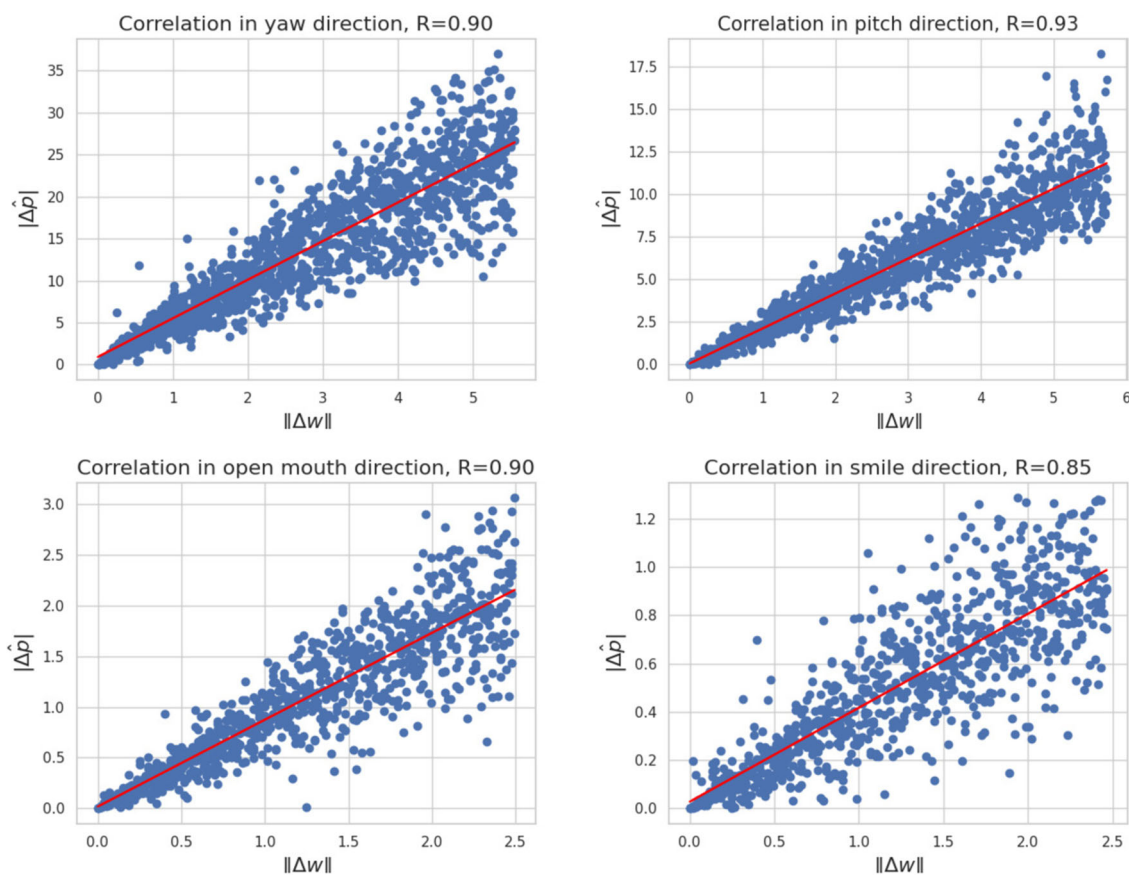 Correlation in yaw direction, R=0.90
35
30
25
20
15
10
5
0
|Δp̂|
0 1 2 3 4 5
‖Δw‖
Correlation in pitch direction, R=0.93
17.5
15.0
12.5
10.0
7.5
5.0
2.5
0.0
|Δp̂|
0 1 2 3 4 5 6
‖Δw‖
Correlation in open mouth direction, R=0.90
3.0
2.5
2.0
1.5
1.0
0.5
0.0
|Δp̂|
0.0 0.5 1.0 1.5 2.0 2.5
‖Δw‖
Correlation in smile direction, R=0.85
1.2
1.0
0.8
0.6
0.4
0.2
0.0
|Δp̂|
0.0 0.5 1.0 1.5 2.0 2.5
‖Δw‖